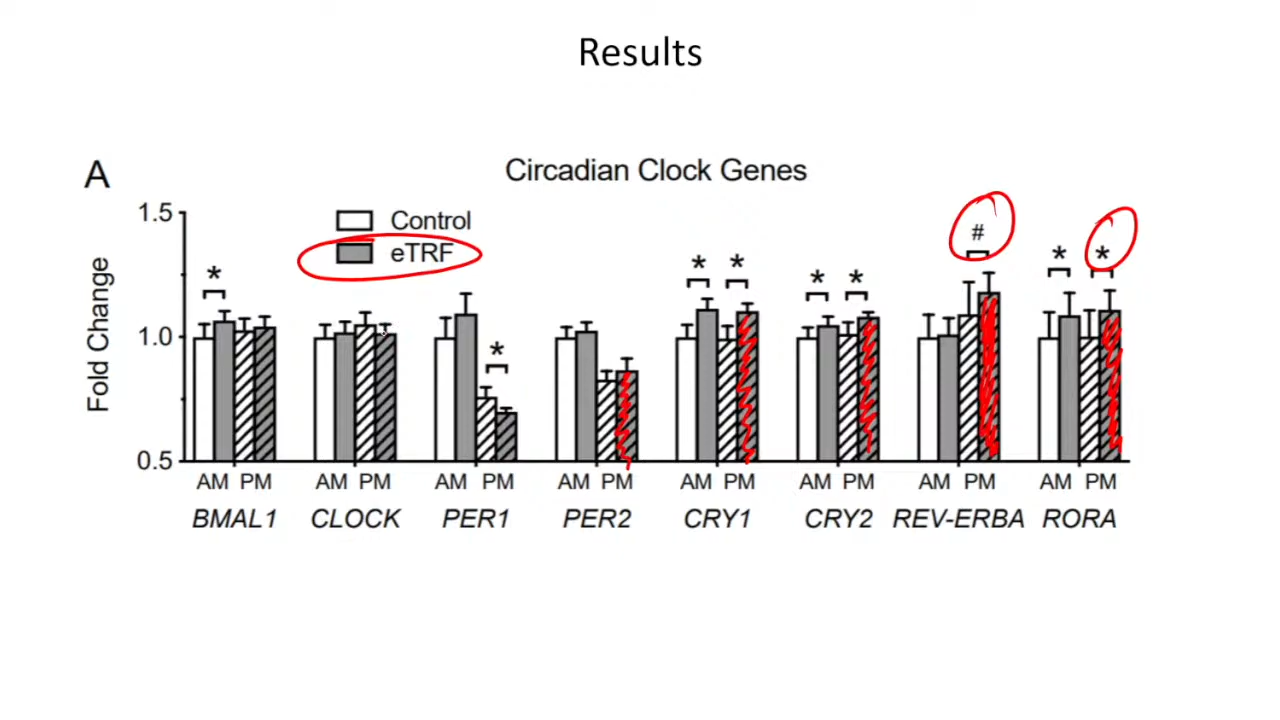 Results
A
Circadian Clock Genes
Control
eTRF
Fold Change
1.5
1.0
0.5
*
*
*
*
*
*
#
*
*
AM PM AM PM AM PM AM PM AM PM AM PM AM PM AM PM
BMAL1 CLOCK PER1 PER2 CRY1 CRY2 REV-ERBA RORA